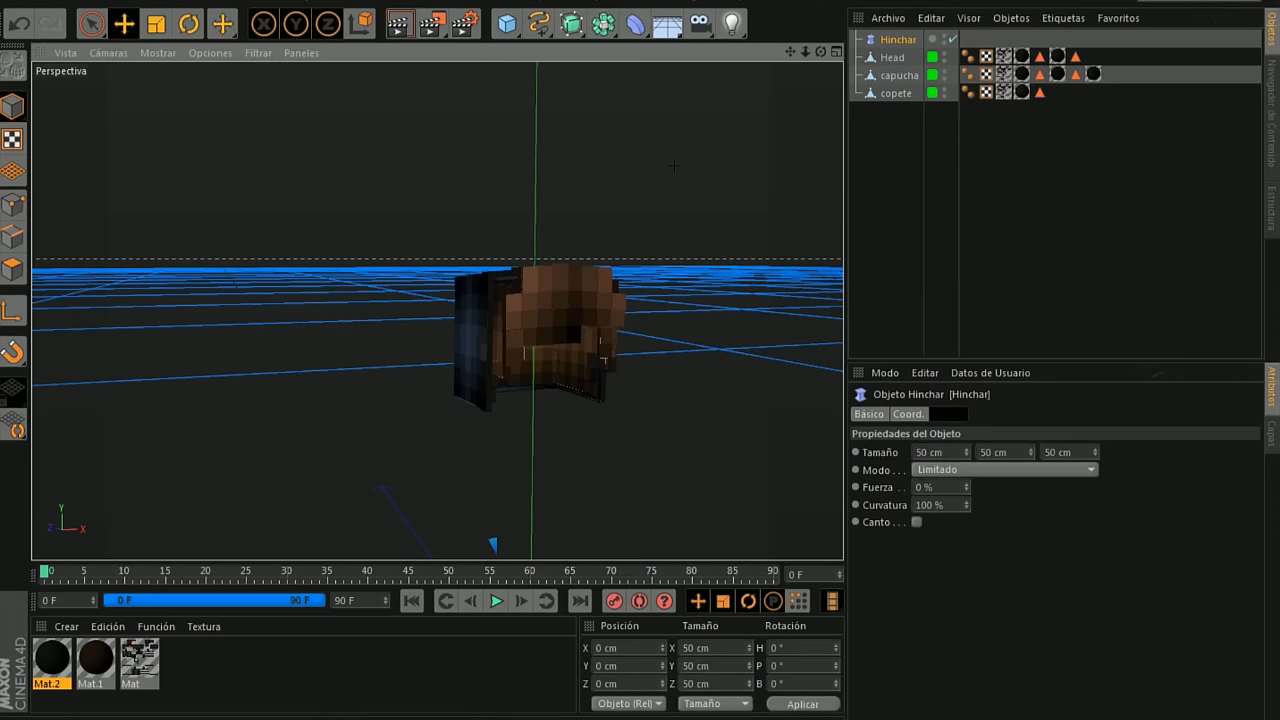 Archivo Editar Visor Objetos Etiquetas Favoritos
Hinchar
Head
capucha
copete
Objetos
Navegador de Contenido
Estructura
Vista Cámaras Mostrar Opciones Filtrar Paneles
Perspectiva
X Y Z
Y
Z X
Modo Editar Datos de Usuario
Objeto Hinchar [Hinchar]
Básico Coord.
Propiedades del Objeto
Tamaño 50 cm 50 cm 50 cm
Modo . . . Limitado
Fuerza . . 0 %
Curvatura 100 %
Canto . . .
Atributos
Capas
0 5 10 15 20 25 30 35 40 45 50 55 60 65 70 75 80 85 90 0 F
0 F 0 F 90 F 90 F
Crear Edición Función Textura
Mat.2 Mat.1 Mat
Posición Tamaño Rotación
X 0 cm X 50 cm H 0 °
Y 0 cm Y 50 cm P 0 °
Z 0 cm Z 50 cm B 0 °
Objeto (Rel) Tamaño Aplicar
MAXON
CINEMA 4D